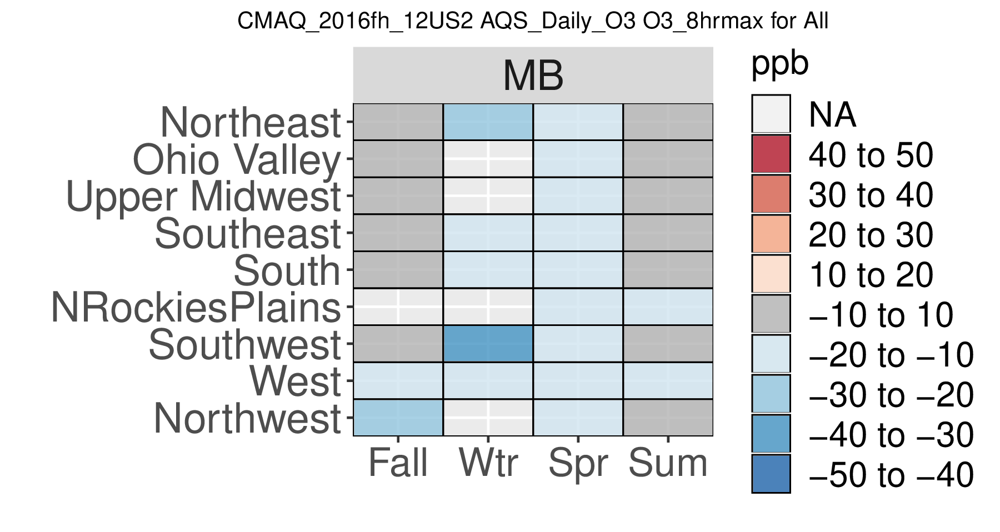 CMAQ_2016fh_12US2 AQS_Daily_O3 O3_8hrmax for All
MB
Northeast
Ohio Valley
Upper Midwest
Southeast
South
NRockiesPlains
Southwest
West
Northwest
Fall Wtr Spr Sum
ppb
NA
40 to 50
30 to 40
20 to 30
10 to 20
−10 to 10
−20 to −10
−30 to −20
−40 to −30
−50 to −40